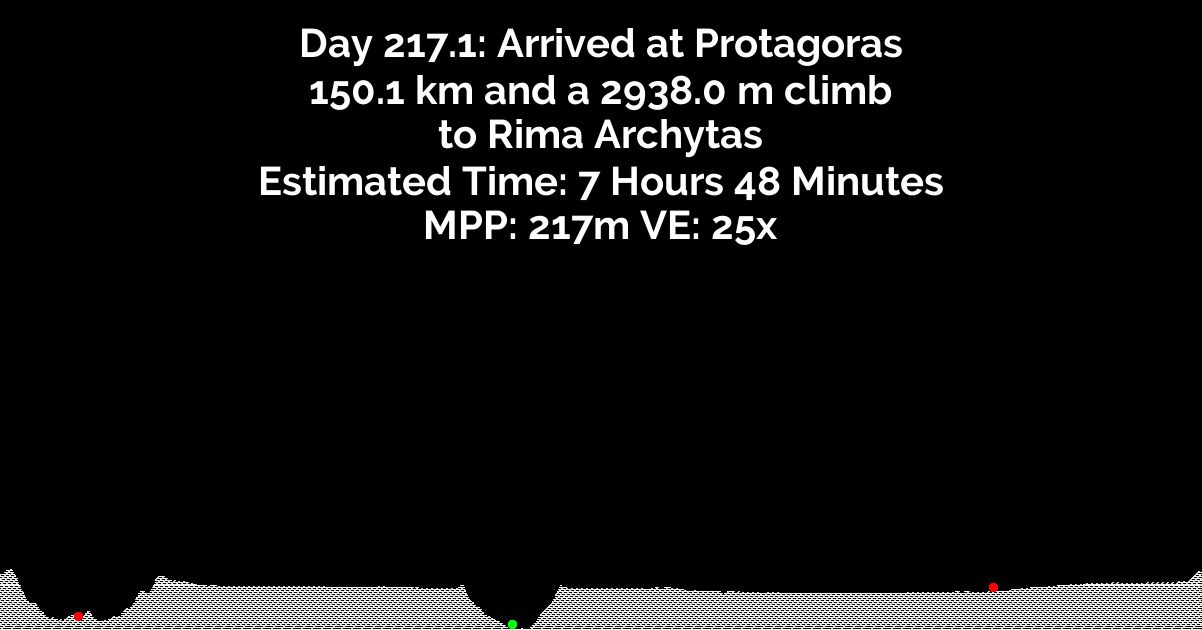 Day 217.1: Arrived at Protagoras
150.1 km and a 2938.0 m climb
to Rima Archytas
Estimated Time: 7 Hours 48 Minutes
MPP: 217m VE: 25x